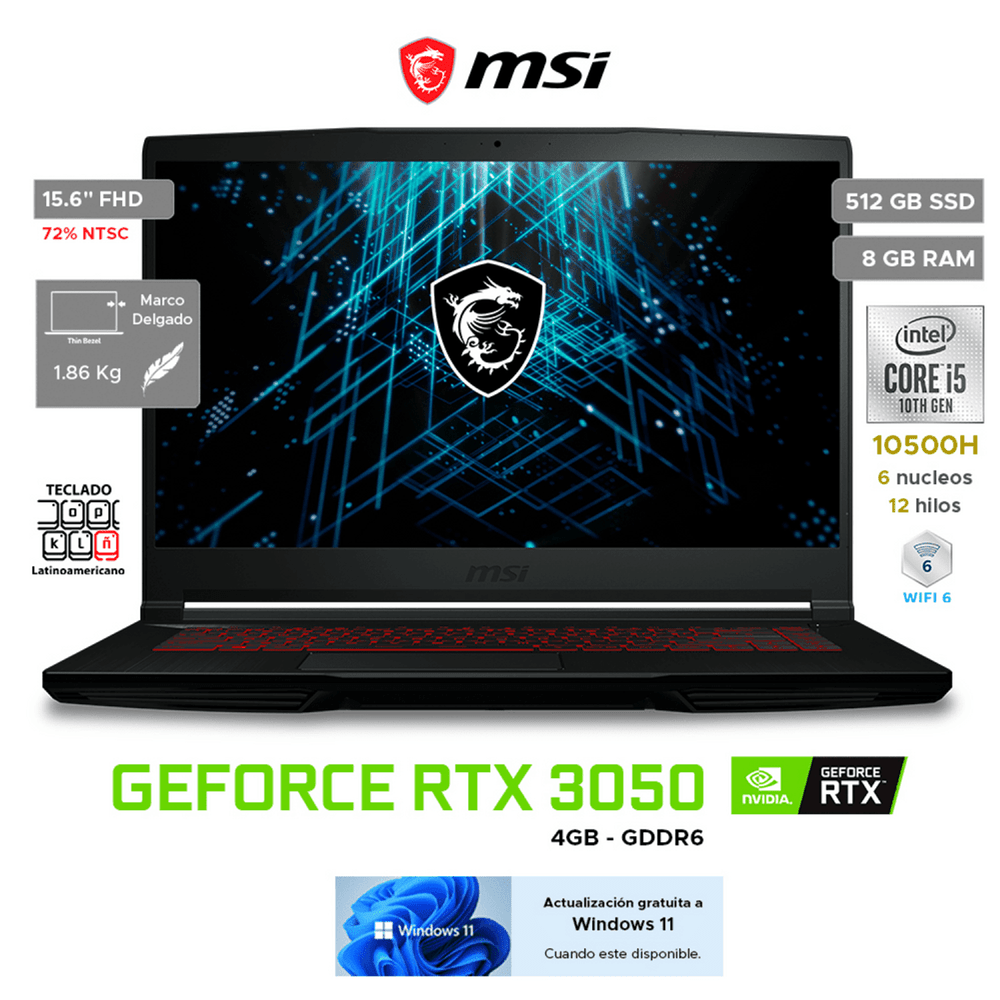 msi
15.6" FHD
72% NTSC
Marco
Delgado
Thin Bezel
1.86 Kg
TECLADO
O P
K L Ñ
Latinoamericano
512 GB SSD
8 GB RAM
intel
CORE i5
10TH GEN
10500H
6 nucleos
12 hilos
6
WIFI 6
msi
GEFORCE RTX 3050
4GB - GDDR6
NVIDIA.
GEFORCE
RTX™
Windows 11
Actualización gratuita a
Windows 11
Cuando este disponible.